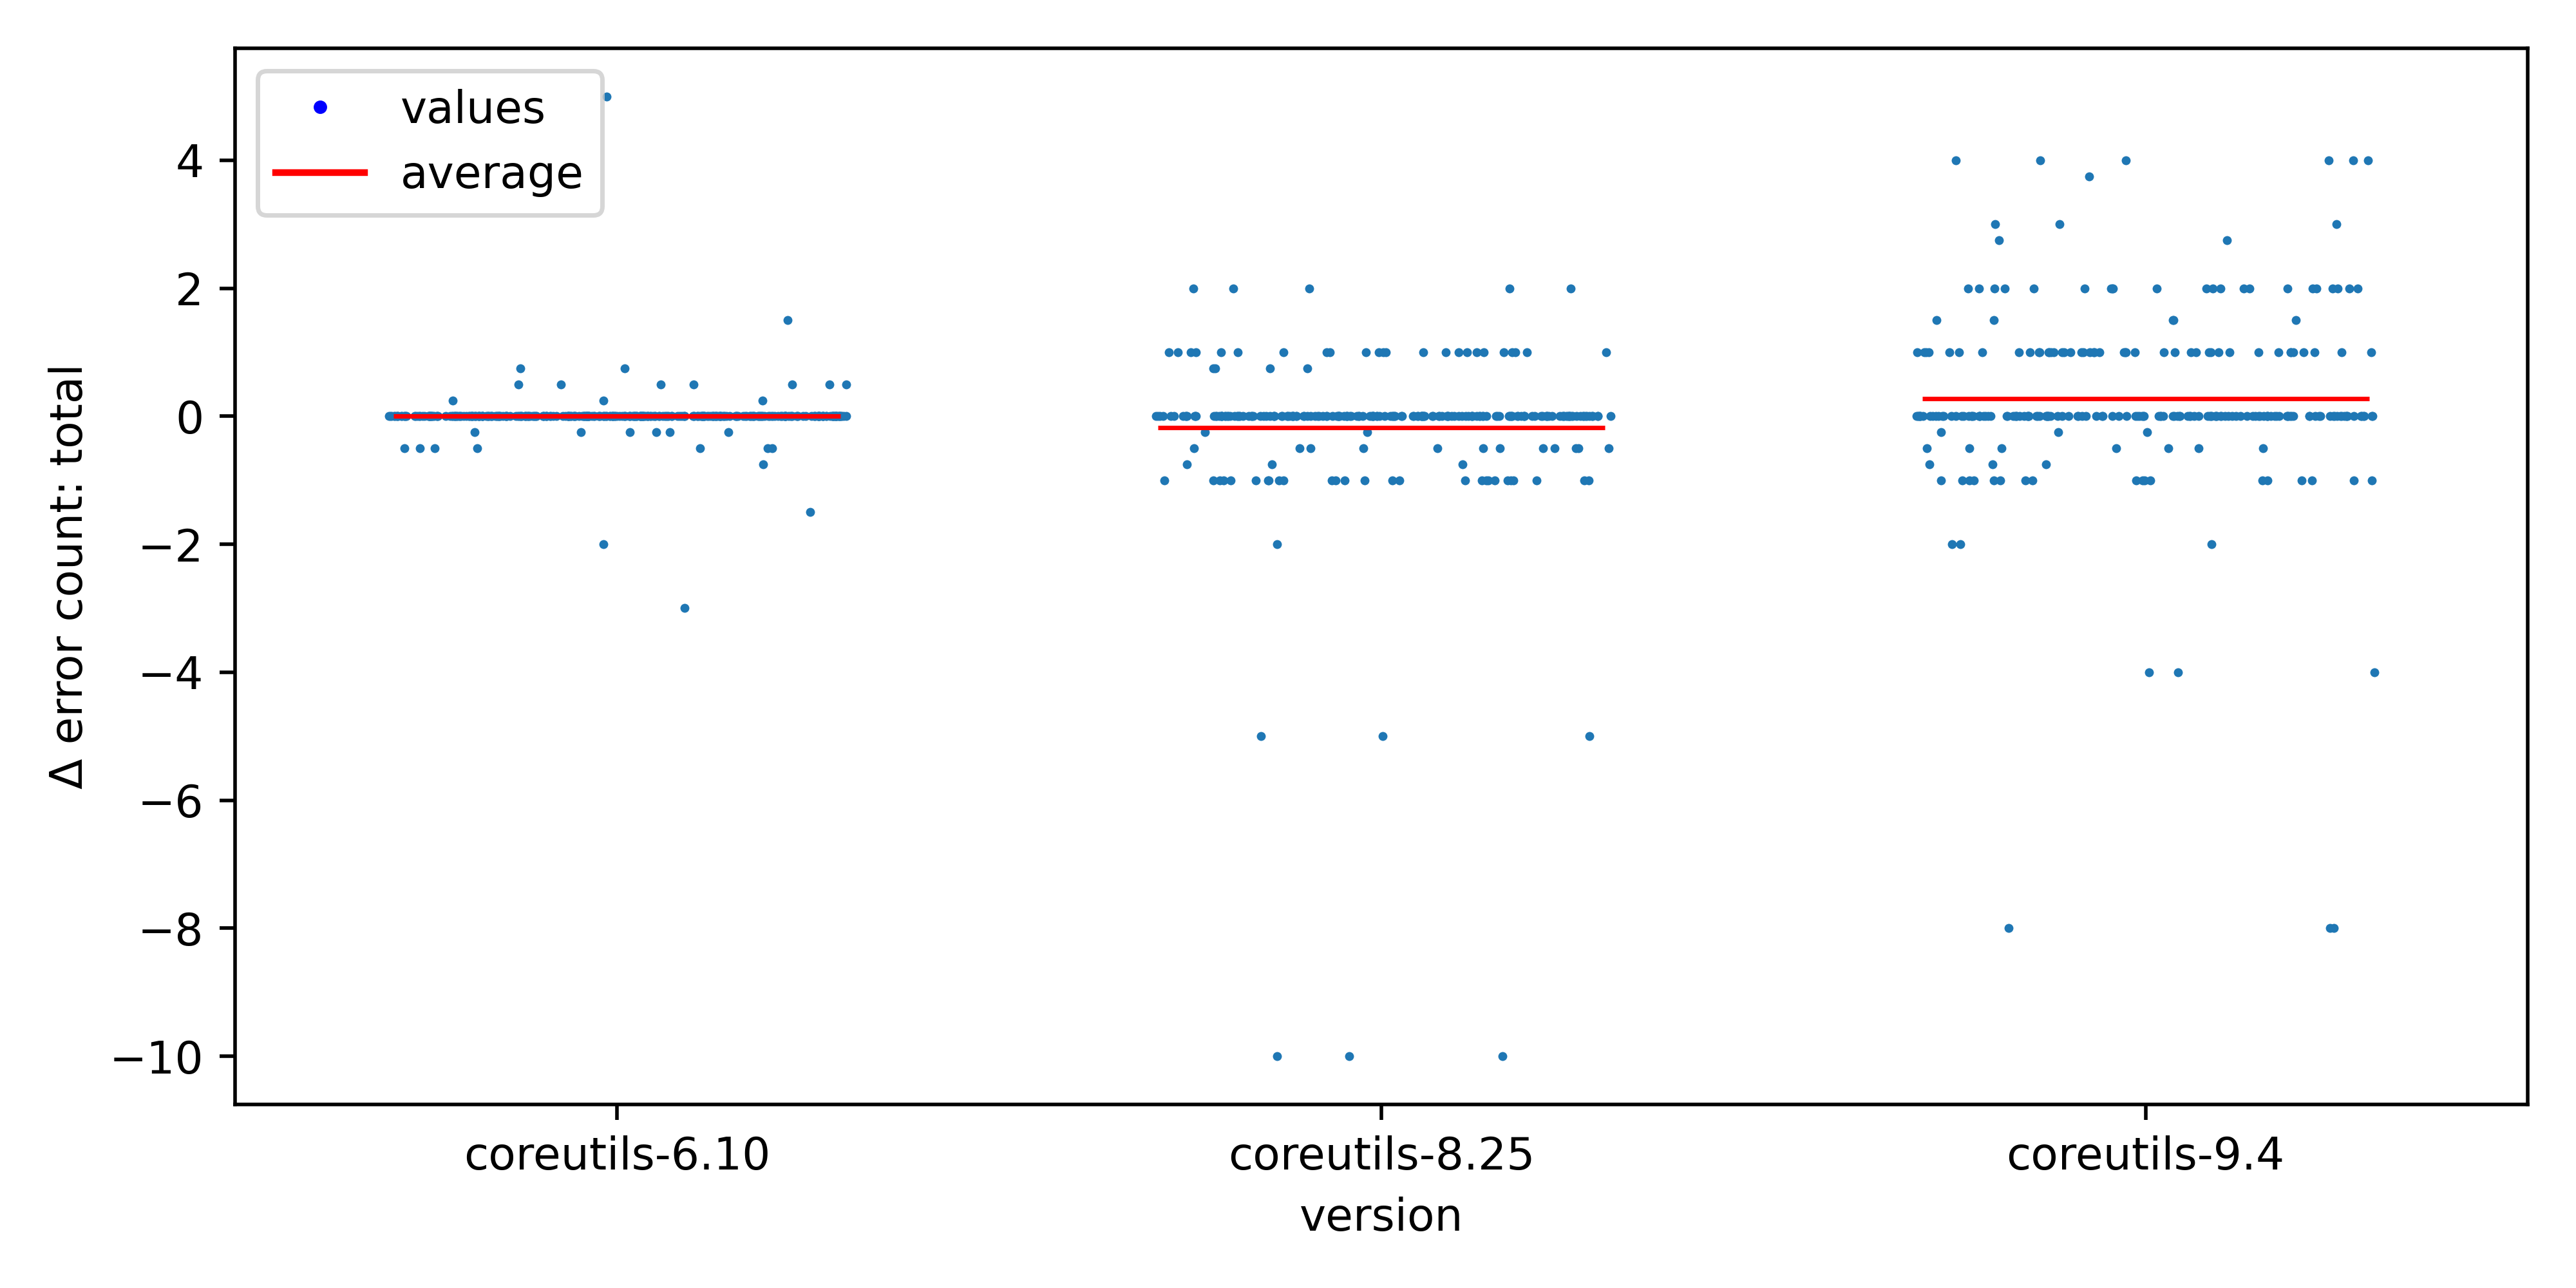 values
average
4
2
0
−2
−4
−6
−8
−10
Δ error count: total
coreutils-6.10
coreutils-8.25
coreutils-9.4
version